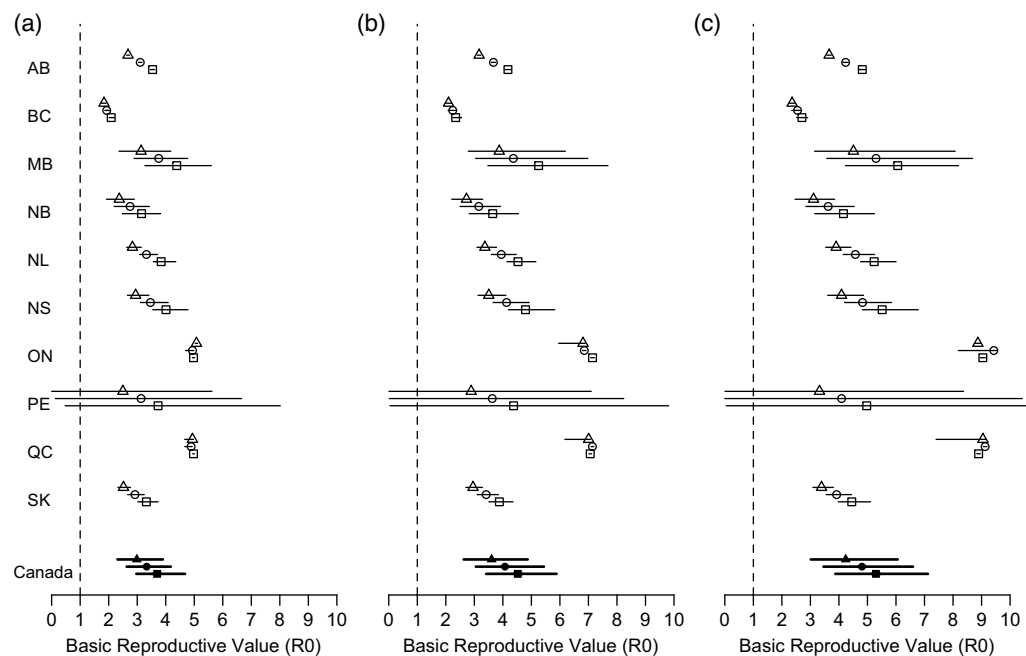 (a) (b) (c)
AB
BC
MB
NB
NL
NS
ON
PE
QC
SK
Canada
0 1 2 3 4 5 6 7 8 9 10 0 1 2 3 4 5 6 7 8 9 10 0 1 2 3 4 5 6 7 8 9 10
Basic Reproductive Value (R0) Basic Reproductive Value (R0) Basic Reproductive Value (R0)